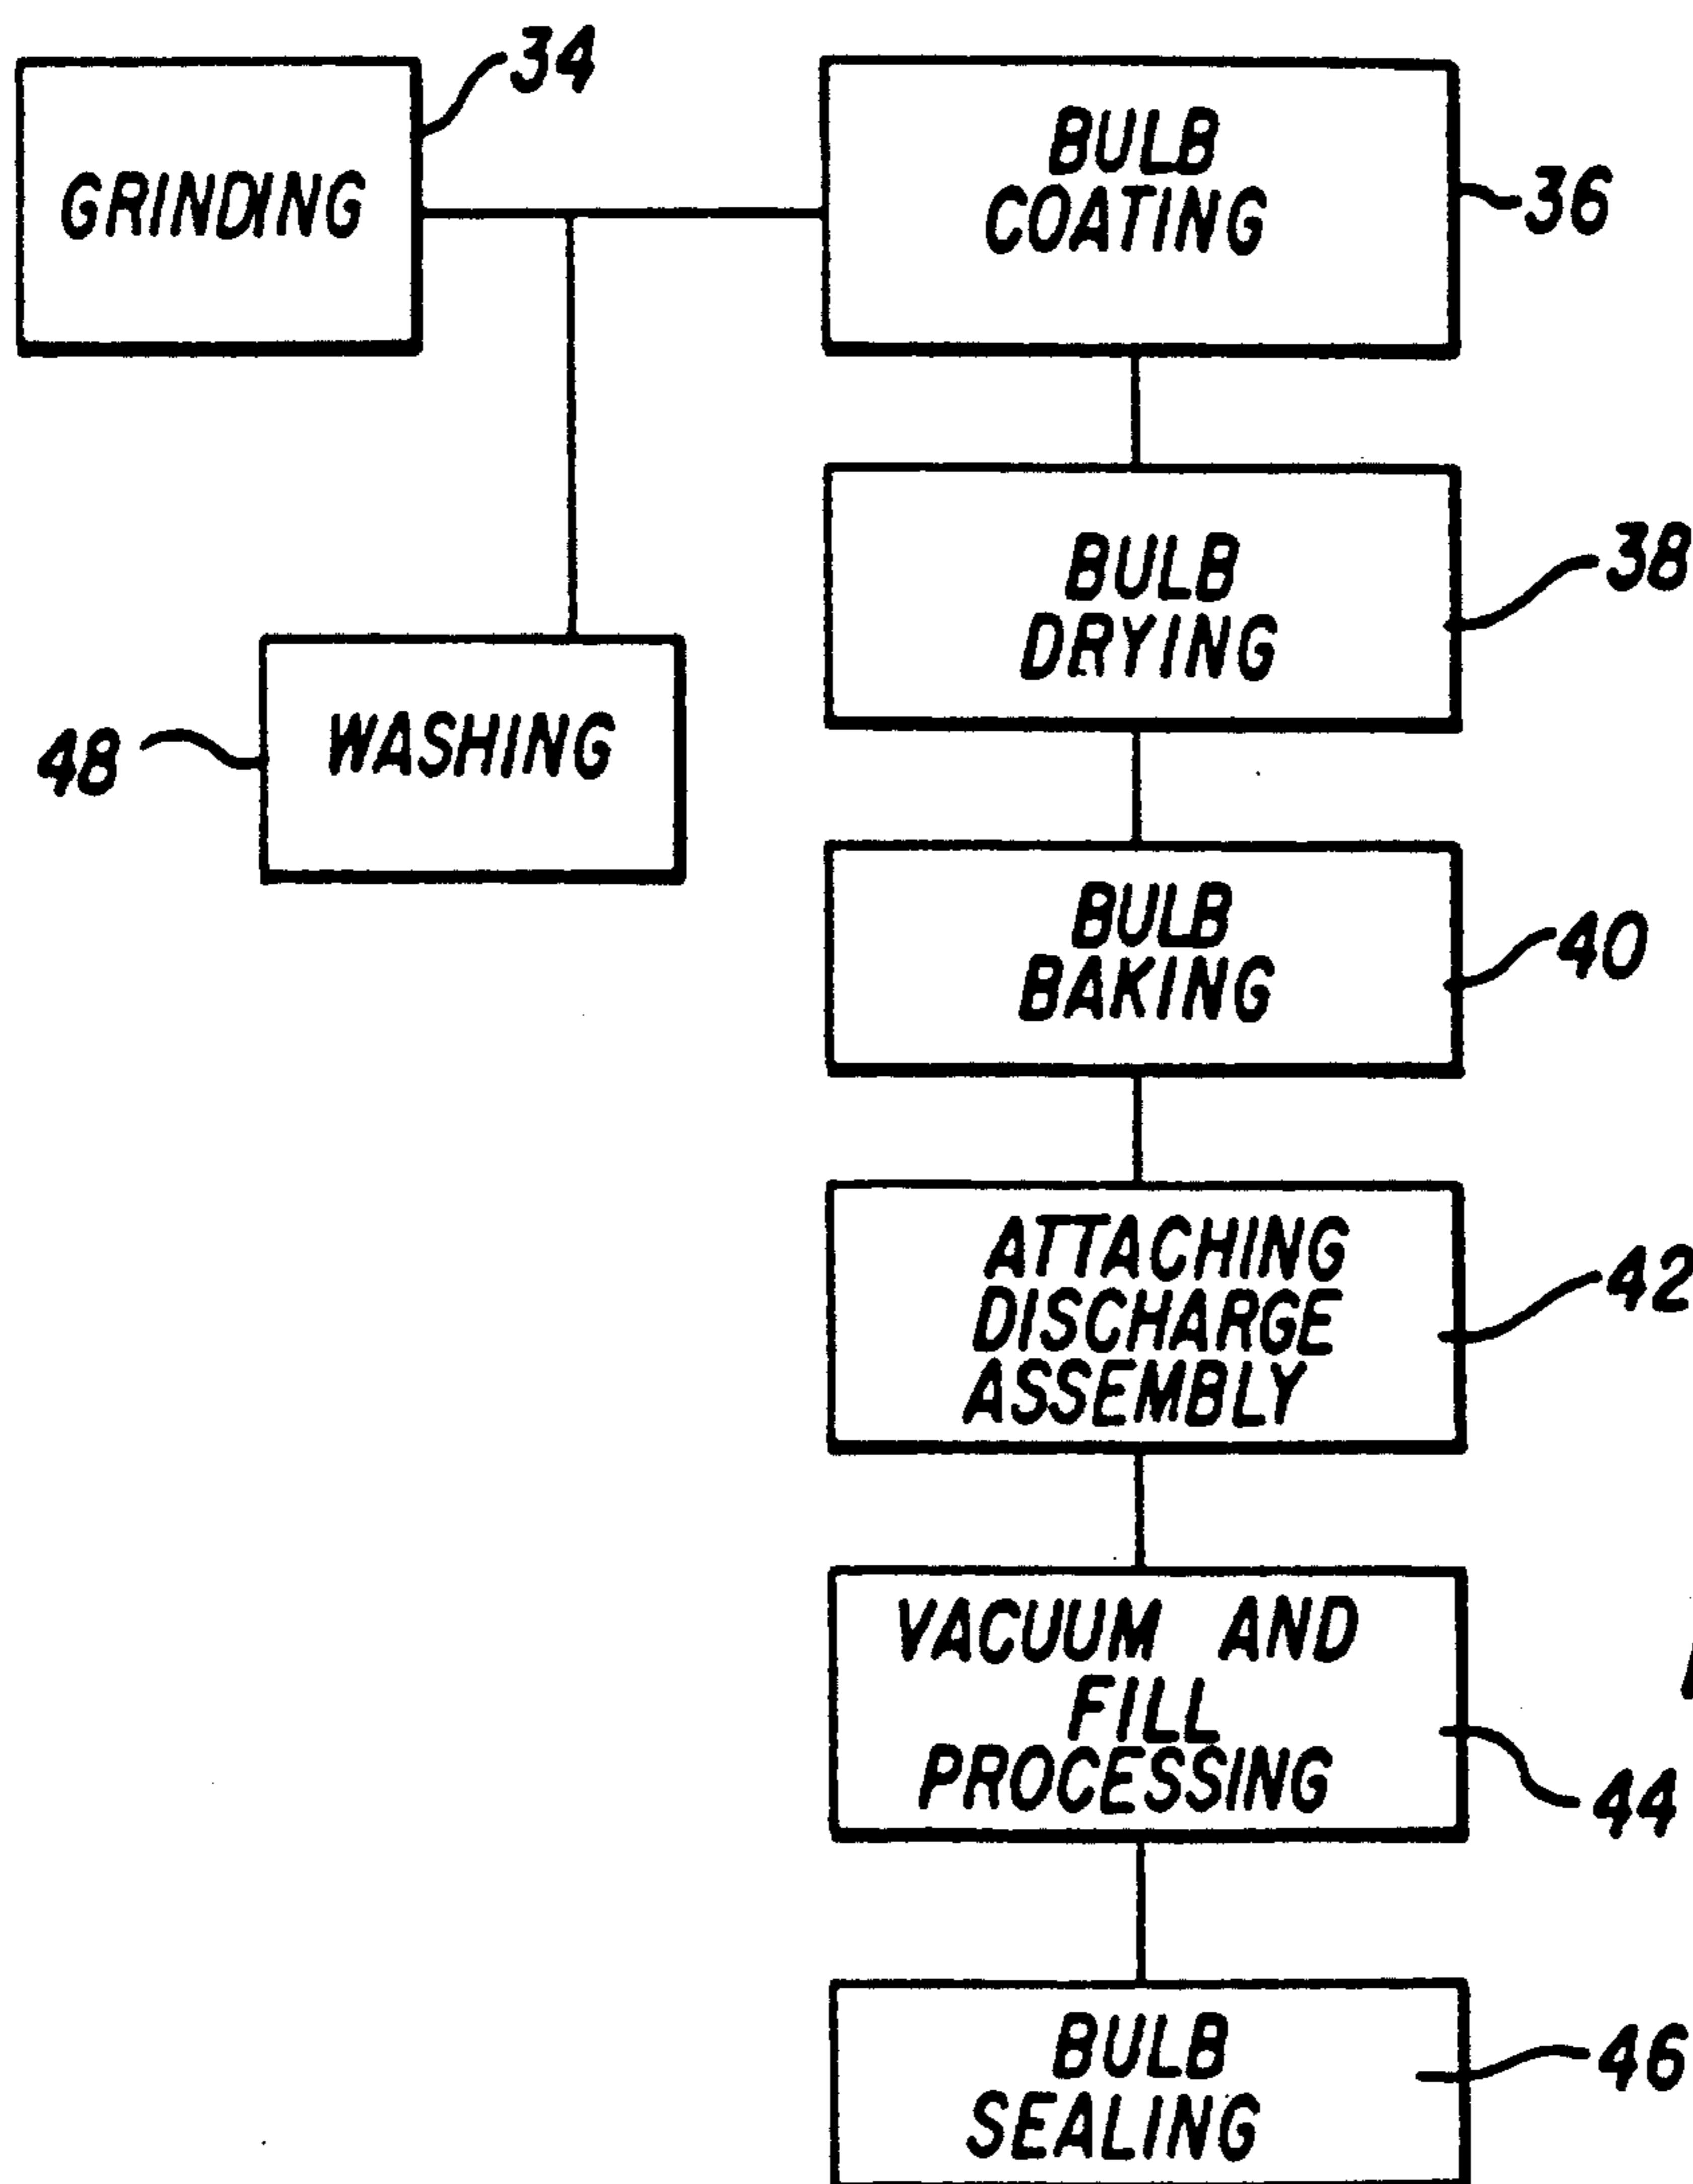 34
GRINDING
BULB
COATING
36
BULB
DRYING
38
48
WASHING
BULB
BAKING
40
ATTACHING
DISCHARGE
ASSEMBLY
42
VACUUM AND
FILL
PROCESSING
44
BULB
SEALING
46